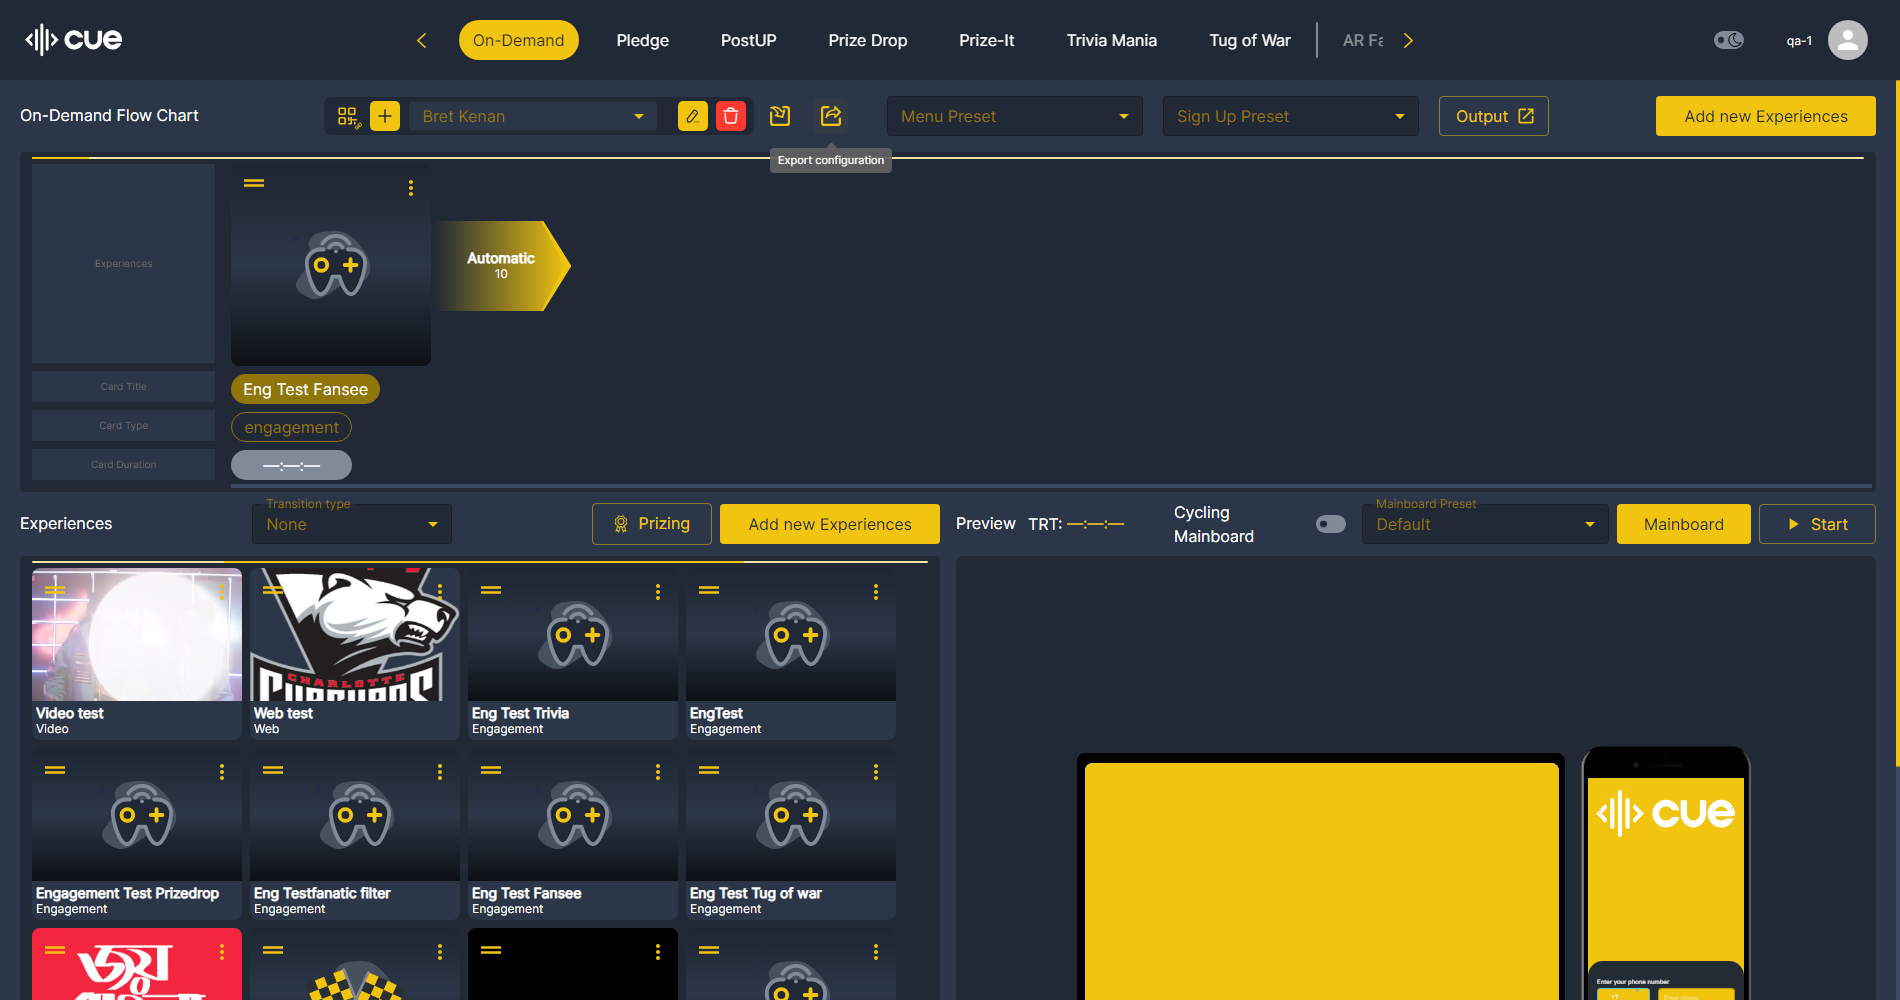 cue
On-Demand
Pledge
PostUP
Prize Drop
Prize-It
Trivia Mania
Tug of War
AR Fa
qa-1
On-Demand Flow Chart
Bret Kenan
Menu Preset
Sign Up Preset
Output
Add new Experiences
Export configuration
Experiences
Automatic
10
Card Title
Eng Test Fansee
Card Type
engagement
Card Duration
—:—:—
Experiences
Transition type
None
Prizing
Add new Experiences
Preview
TRT: —:—:—
Cycling
Mainboard
Mainboard Preset
Default
Mainboard
Start
CHARLOTTE
Video test
Video
Web test
Web
Eng Test Trivia
Engagement
EngTest
Engagement
Engagement Test Prizedrop
Engagement
Eng Testfanatic filter
Engagement
Eng Test Fansee
Engagement
Eng Test Tug of war
Engagement
জয়
cue
Enter your phone number
+1
Enter phone